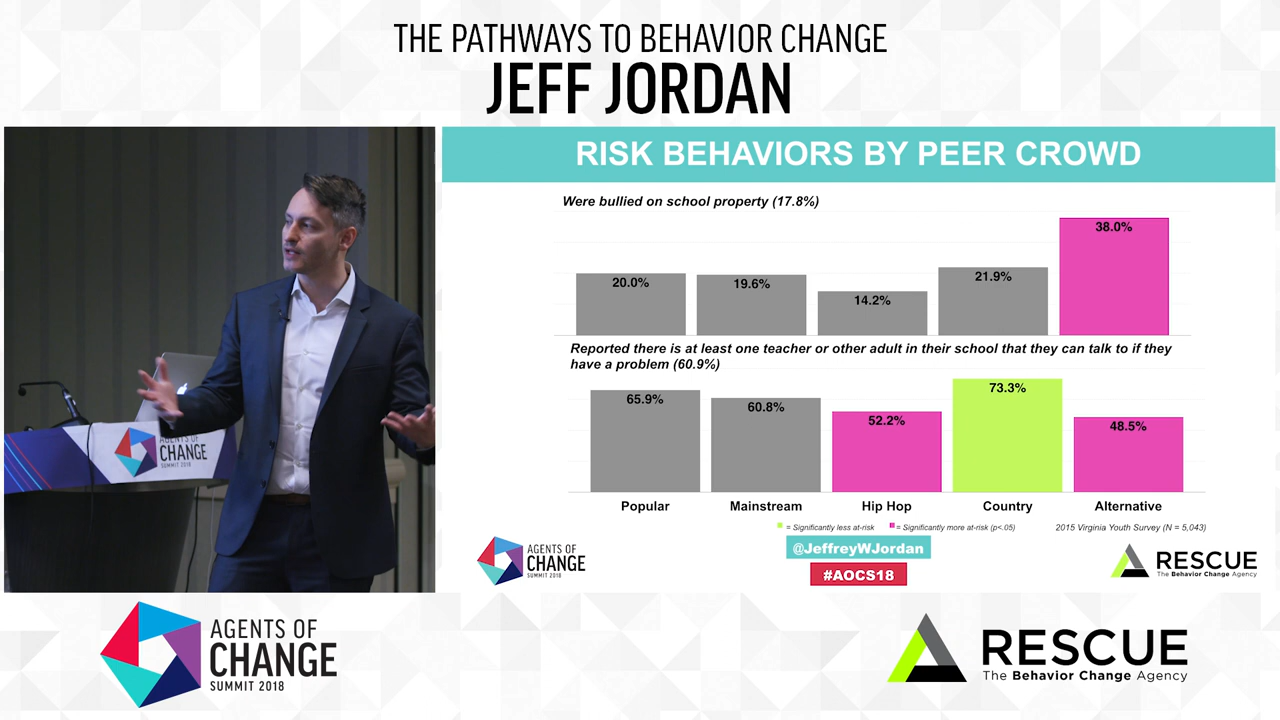 THE PATHWAYS TO BEHAVIOR CHANGE
JEFF JORDAN
RISK BEHAVIORS BY PEER CROWD
Were bullied on school property (17.8%)
20.0%
19.6%
14.2%
21.9%
38.0%
Reported there is at least one teacher or other adult in their school that they can talk to if they
have a problem (60.9%)
65.9%
60.8%
52.2%
73.3%
48.5%
Popular
Mainstream
Hip Hop
Country
Alternative
= Significantly less at-risk
= Significantly more at-risk (p<.05)
2015 Virginia Youth Survey (N = 5,043)
AGENTS OF
CHANGE
SUMMIT 2018
@JeffreyWJordan
#AOCS18
RESCUE
The Behavior Change Agency
AGENTS OF
CHANGE
SUMMIT 2018
AGENTS OF
CHANGE
SUMMIT 2018
RESCUE
The Behavior Change Agency